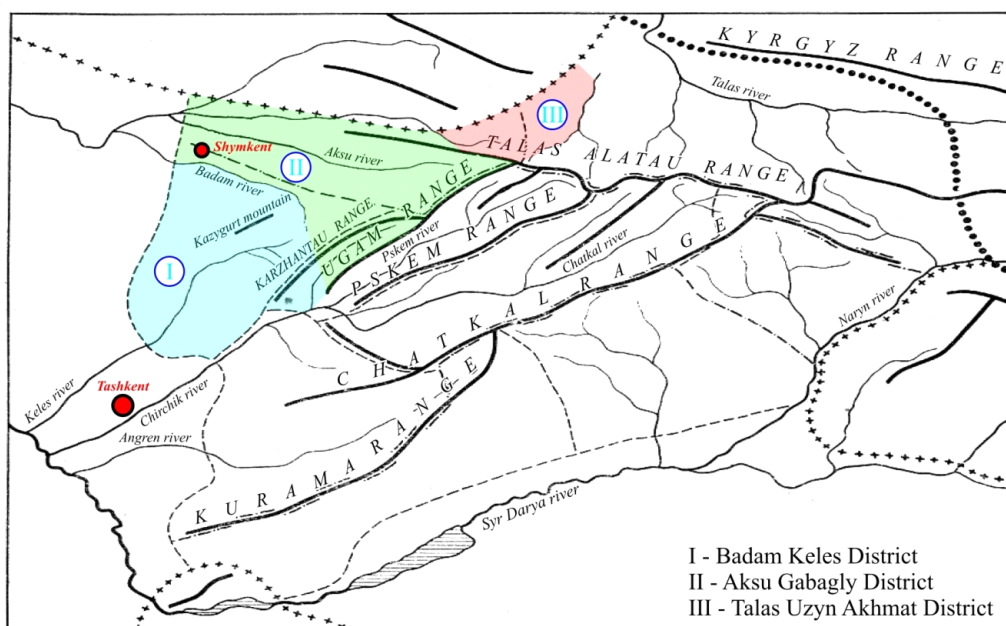 KYRGYZ RANGE
Talas river
III
TALAS ALATAU RANGE
Shymkent
Aksu river
II
Badam river
Kazygurt mountain
KARZHANTAU RANGE
UGAM RANGE
Pskem river
PSKEM RANGE
Chatkal river
I
CHATKAL RANGE
Naryn river
Keles river
Tashkent
Chirchik river
Angren river
KURAMA RANGE
Syr Darya river
I - Badam Keles District
II - Aksu Gabagly District
III - Talas Uzyn Akhmat District